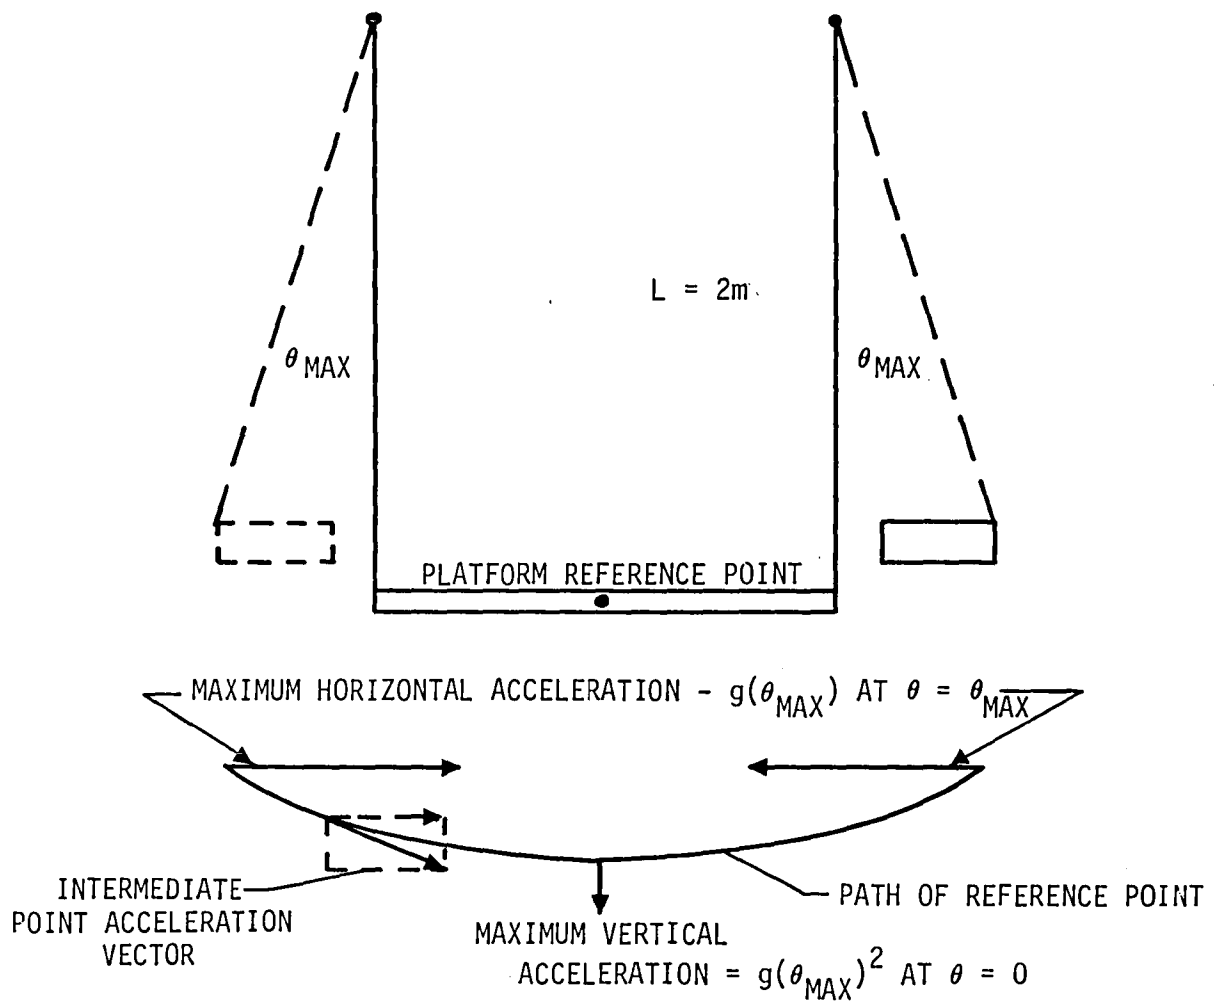 L = 2m
θMAX
θMAX
PLATFORM REFERENCE POINT
MAXIMUM HORIZONTAL ACCELERATION - g(θMAX) AT θ = θMAX
INTERMEDIATE
POINT ACCELERATION
VECTOR
PATH OF REFERENCE POINT
MAXIMUM VERTICAL
ACCELERATION = g(θMAX)² AT θ = 0